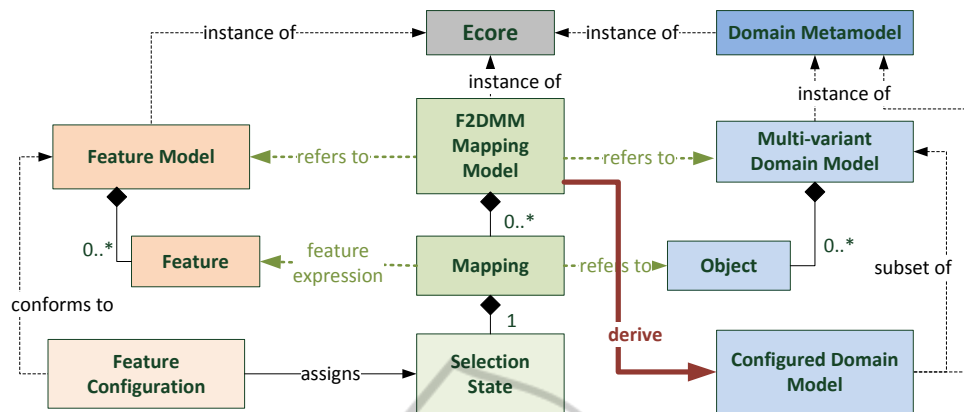 instance of
Ecore
instance of
Domain Metamodel
instance of
instance of
F2DMM
Mapping
Model
Feature Model
refers to
refers to
Multi-variant
Domain Model
0..*
0..*
0..*
Feature
feature
expression
Mapping
refers to
Object
subset of
conforms to
1
derive
Feature
Configuration
assigns
Selection
State
Configured Domain
Model